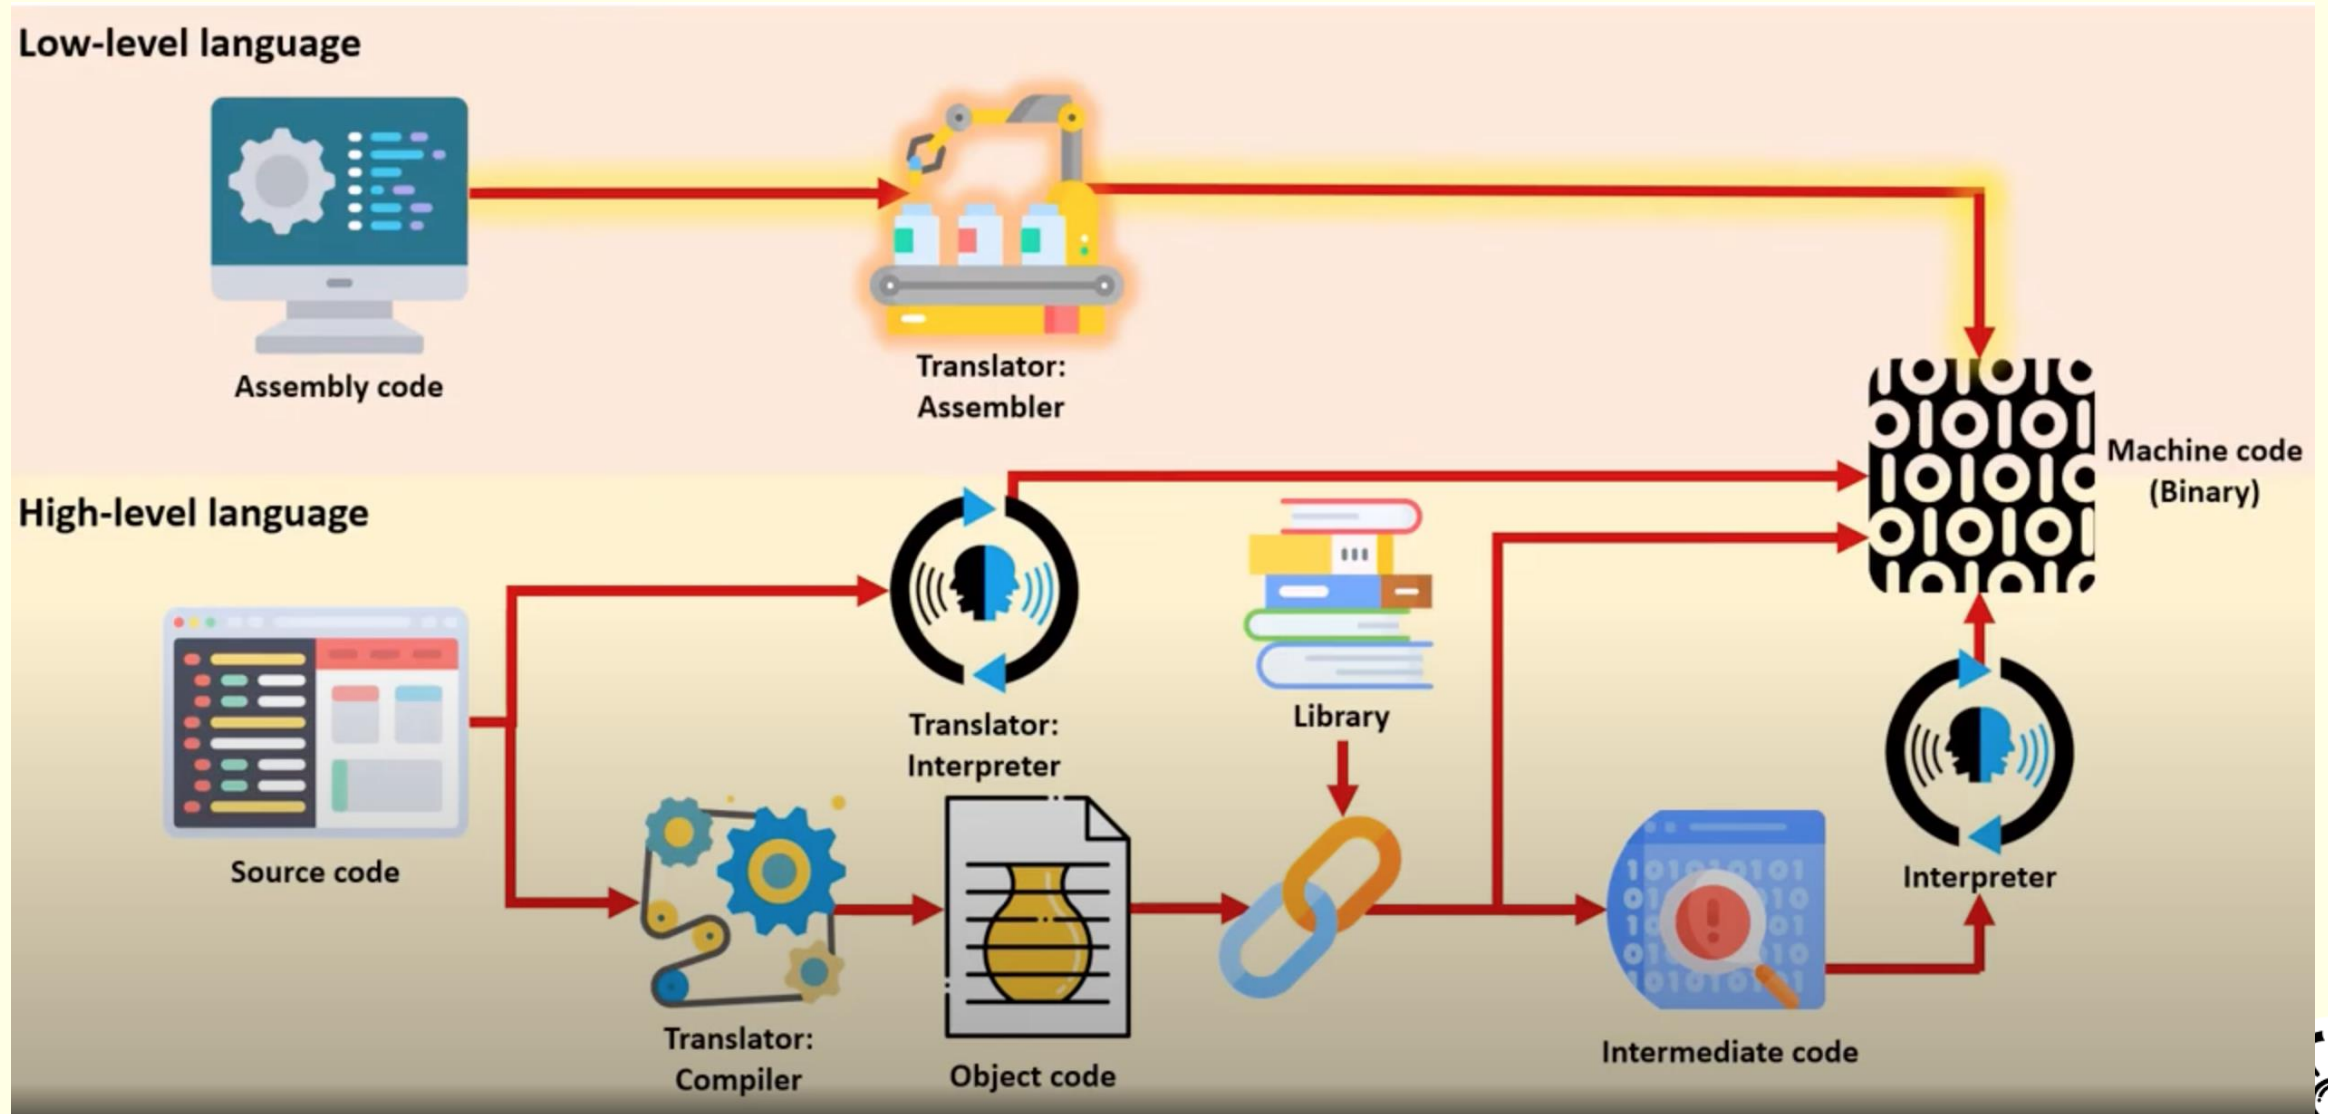 Low-level language
Assembly code
Translator:
Assembler
Machine code
(Binary)
High-level language
Source code
Translator:
Interpreter
Library
Interpreter
Translator:
Compiler
Object code
Intermediate code